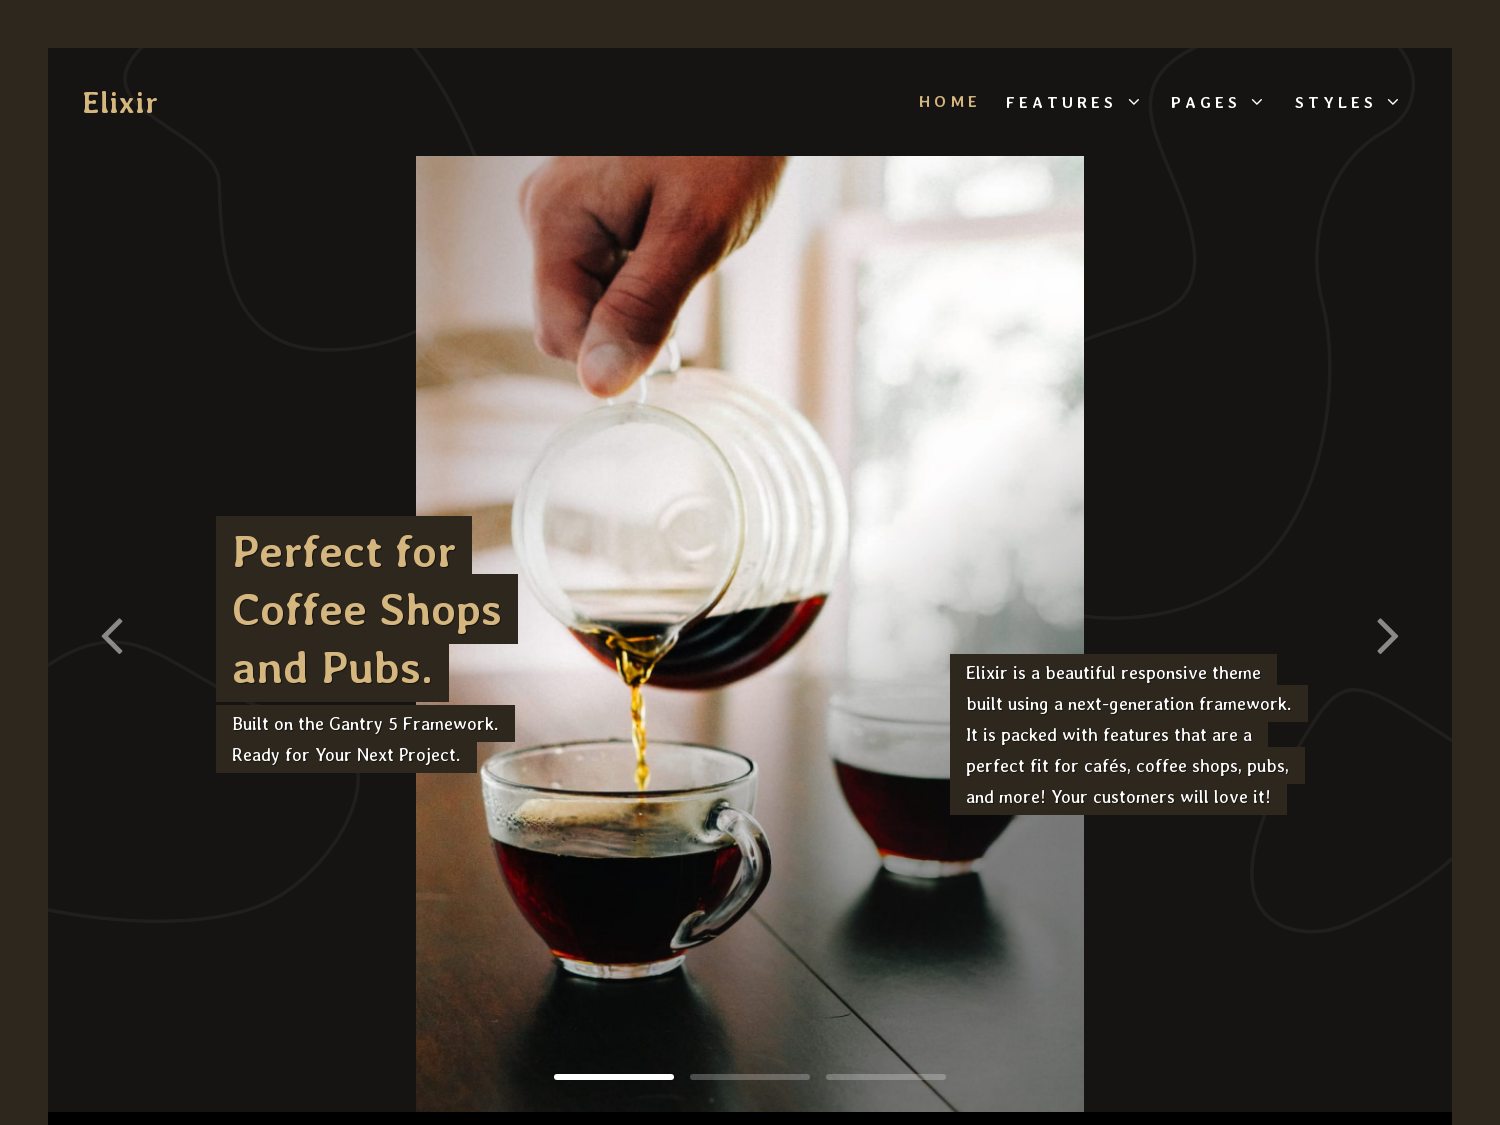 Elixir
HOME FEATURES PAGES STYLES
Perfect for
Coffee Shops
and Pubs.
Built on the Gantry 5 Framework.
Ready for Your Next Project.
Elixir is a beautiful responsive theme
built using a next-generation framework.
It is packed with features that are a
perfect fit for cafés, coffee shops, pubs,
and more! Your customers will love it!